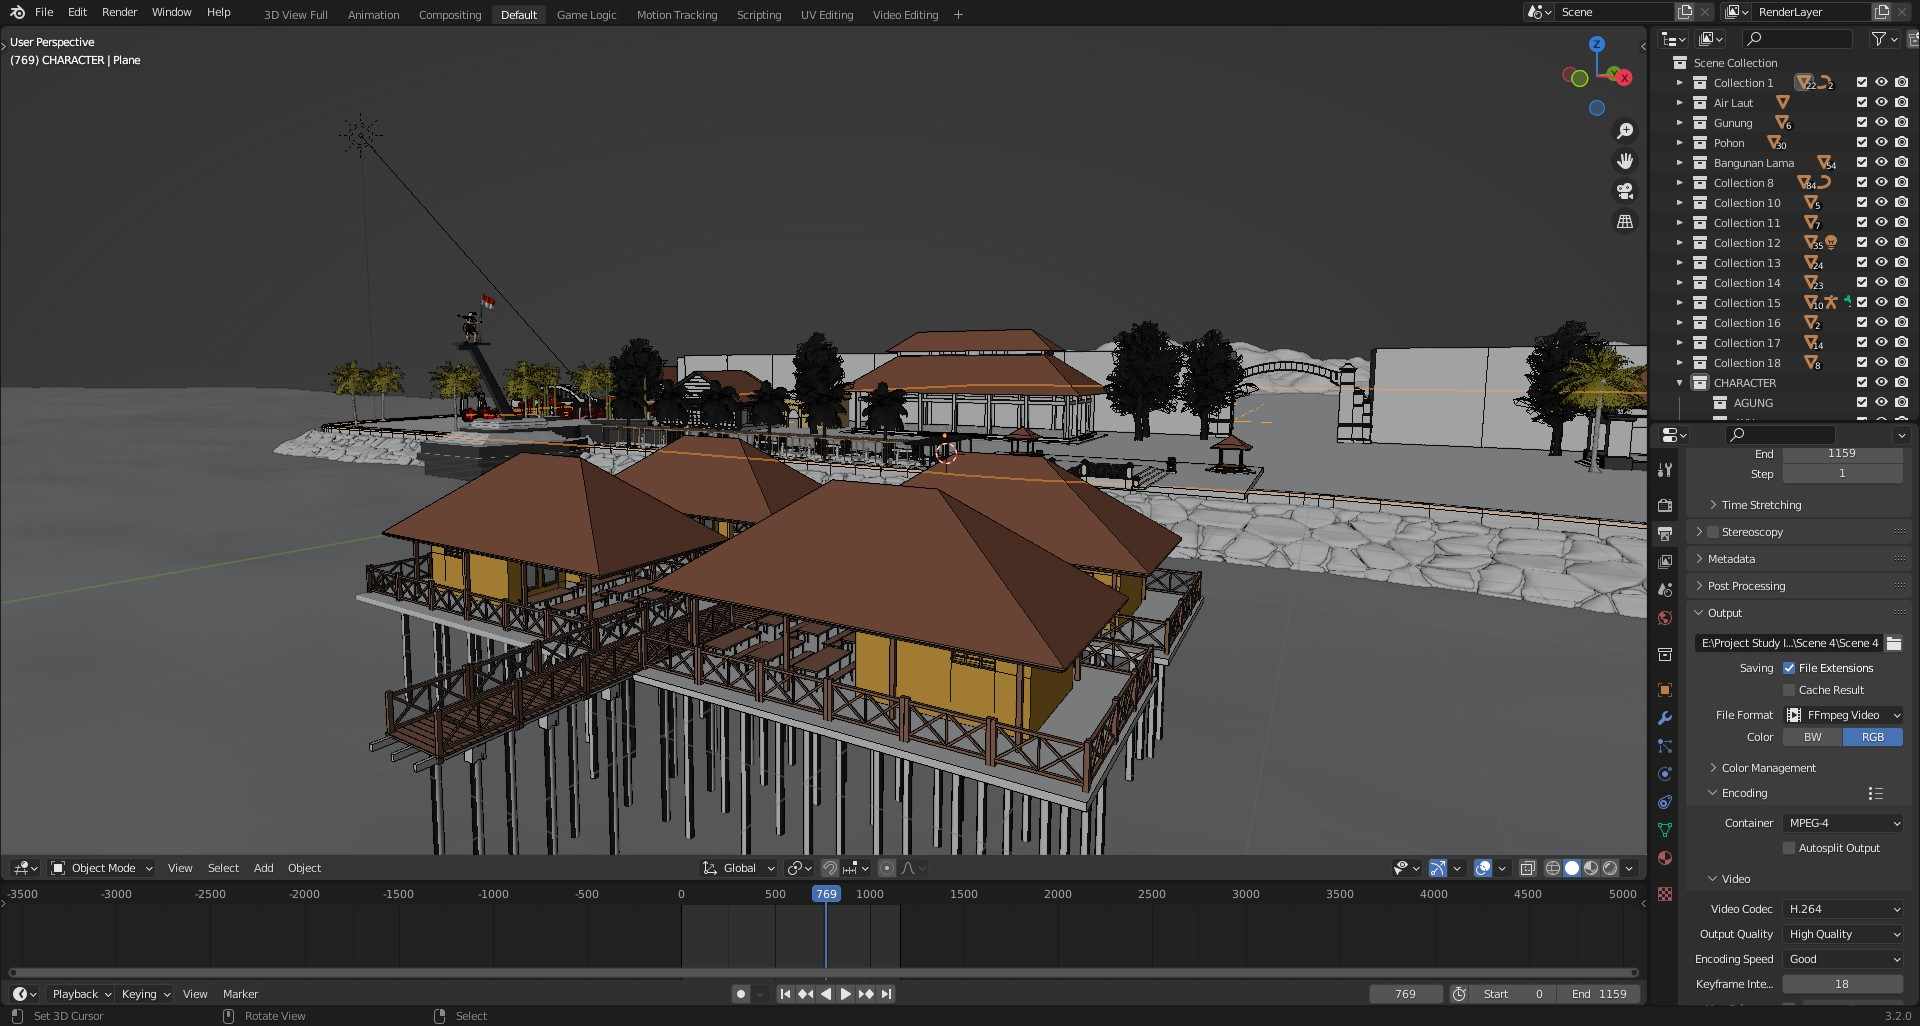 File Edit Render Window Help 3D View Full Animation Compositing Default Game Logic Motion Tracking Scripting UV Editing Video Editing + Scene RenderLayer
User Perspective
(769) CHARACTER | Plane
Z
Y
X
Scene Collection
Collection 1 22 2
Air Laut
Gunung 6
Pohon 30
Bangunan Lama 54
Collection 8 84
Collection 10 5
Collection 11 7
Collection 12 35
Collection 13 24
Collection 14 23
Collection 15 10
Collection 16 2
Collection 17 14
Collection 18 8
CHARACTER
AGUNG
End 1159
Step 1
Time Stretching
Stereoscopy
Metadata
Post Processing
Output
E:\Project Study I...\Scene 4\Scene 4
Saving File Extensions
Cache Result
File Format FFmpeg Video
Color BW RGB
Color Management
Encoding
Container MPEG-4
Autosplit Output
Video
Video Codec H.264
Output Quality High Quality
Encoding Speed Good
Keyframe Inte... 18
Object Mode View Select Add Object Global
-3500 -3000 -2500 -2000 -1500 -1000 -500 0 500 769 1000 1500 2000 2500 3000 3500 4000 4500 5000
Playback Keying View Marker 769 Start 0 End 1159
Set 3D Cursor Rotate View Select 3.2.0